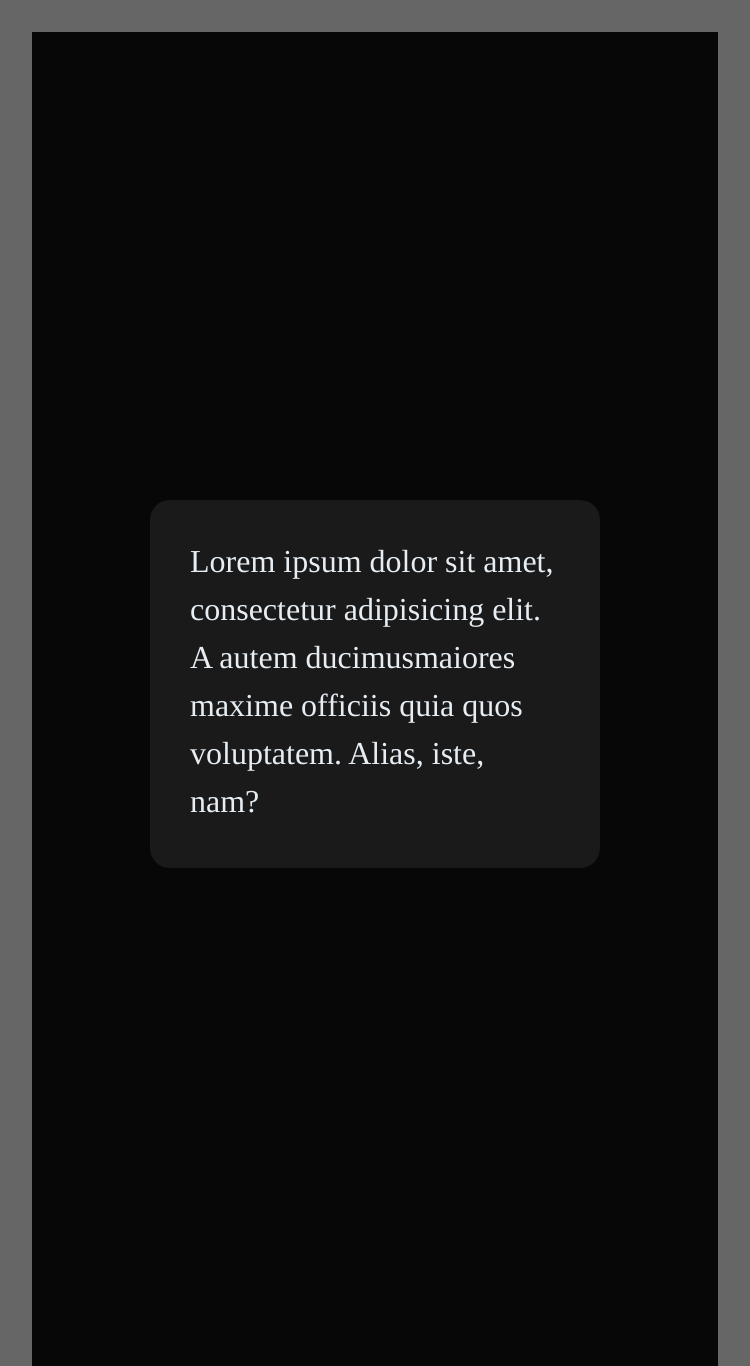 Lorem ipsum dolor sit amet,
consectetur adipisicing elit.
A autem ducimusmaiores
maxime officiis quia quos
voluptatem. Alias, iste,
nam?